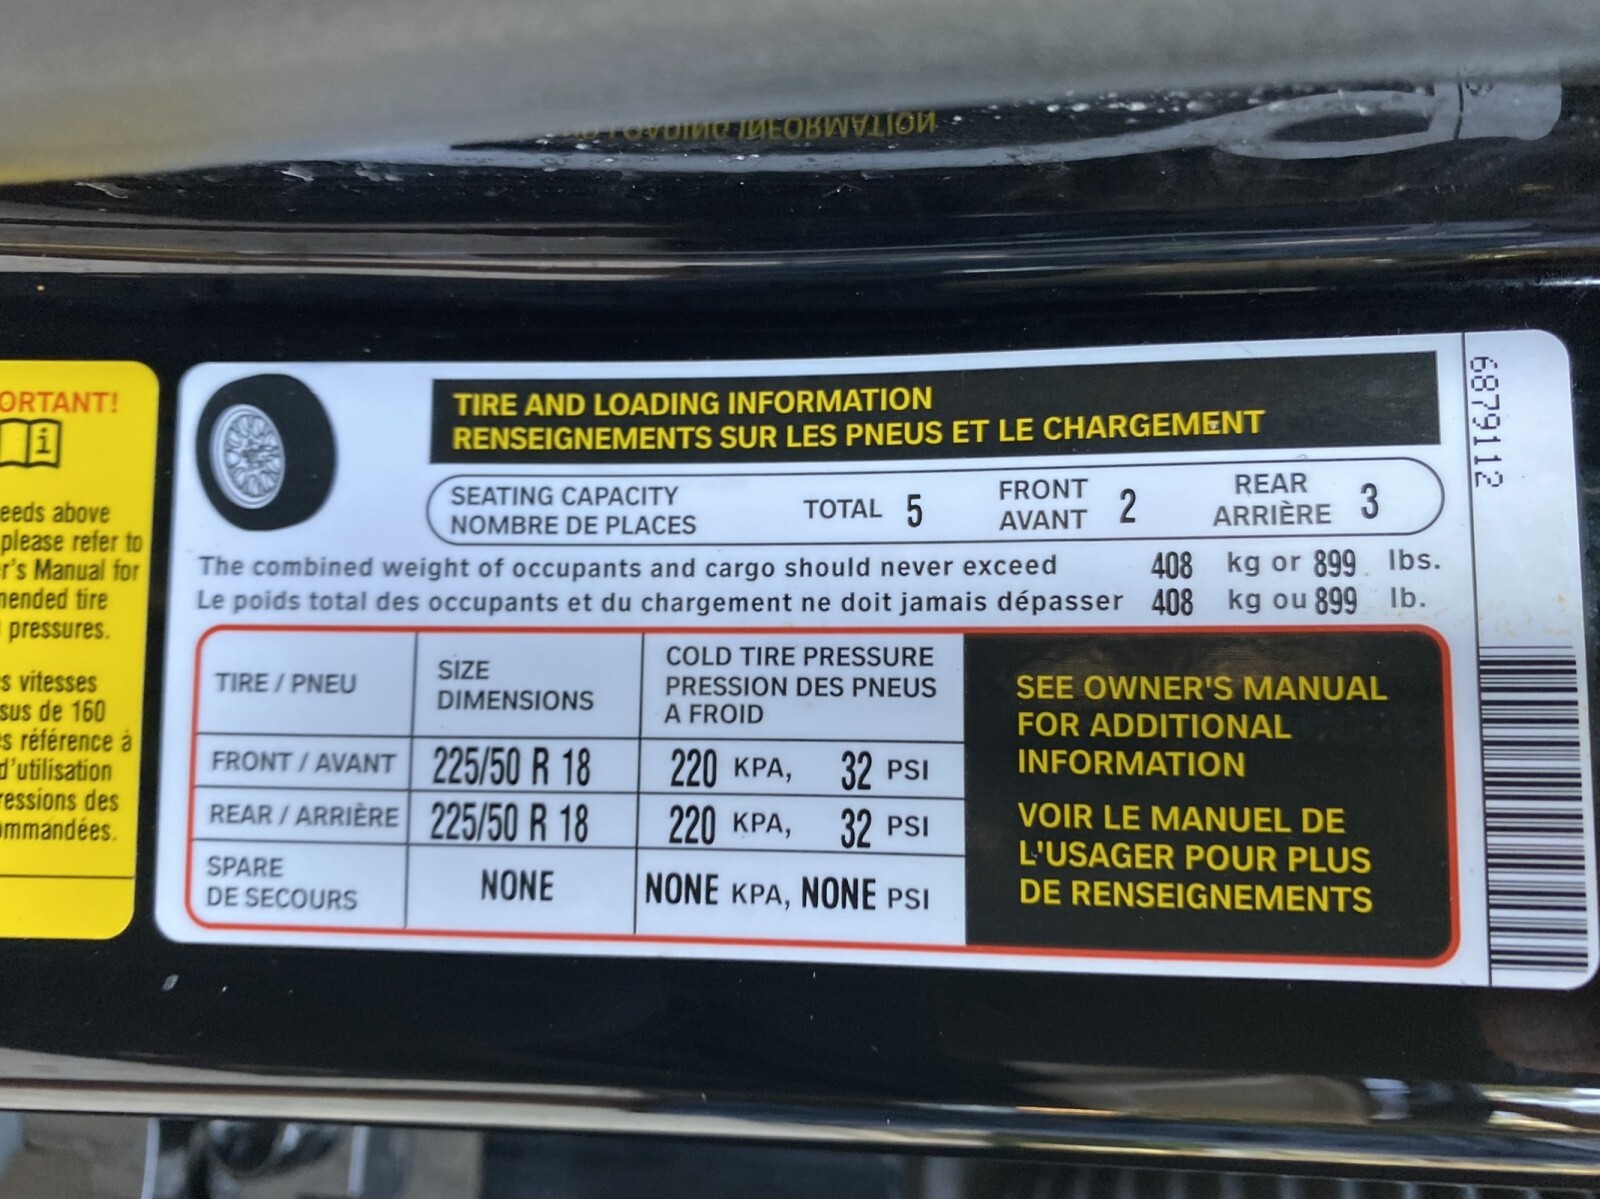 ORTANT!
i
eeds above
please refer to
r's Manual for
mended tire
pressures.
s vitesses
sus de 160
s référence à
d'utilisation
ressions des
ommandées.
TIRE AND LOADING INFORMATION
RENSEIGNEMENTS SUR LES PNEUS ET LE CHARGEMENT
SEATING CAPACITY TOTAL 5 FRONT 2 REAR 3
NOMBRE DE PLACES AVANT ARRIÈRE
The combined weight of occupants and cargo should never exceed 408 kg or 899 lbs.
Le poids total des occupants et du chargement ne doit jamais dépasser 408 kg ou 899 lb.
TIRE / PNEU
SIZE
DIMENSIONS
COLD TIRE PRESSURE
PRESSION DES PNEUS
A FROID
FRONT / AVANT 225/50 R 18 220 KPA, 32 PSI
REAR / ARRIÈRE 225/50 R 18 220 KPA, 32 PSI
SPARE
DE SECOURS
NONE NONE KPA, NONE PSI
SEE OWNER'S MANUAL
FOR ADDITIONAL
INFORMATION
VOIR LE MANUEL DE
L'USAGER POUR PLUS
DE RENSEIGNEMENTS
6879112
LOADING INFORMATION